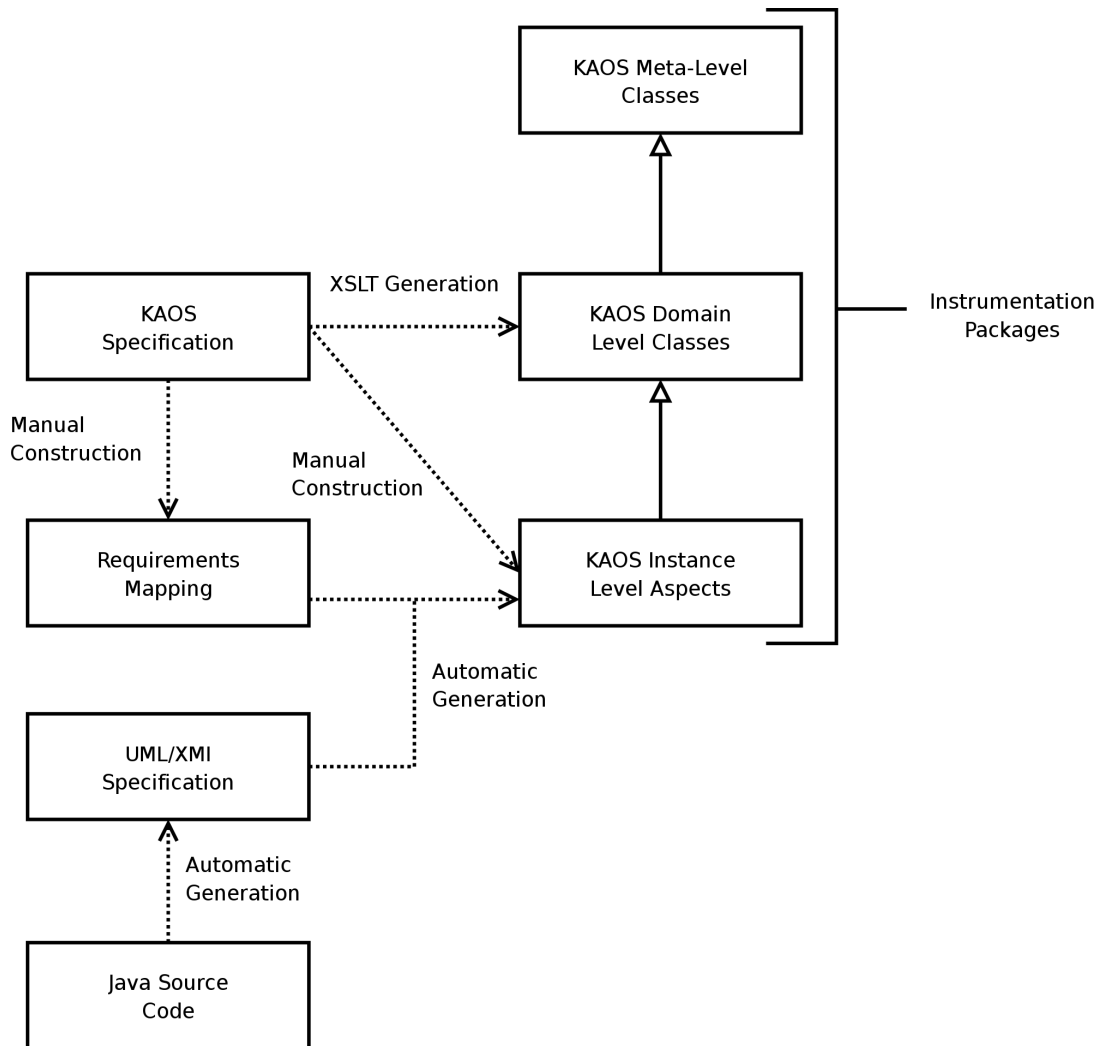 KAOS Meta-Level
Classes
XSLT Generation
KAOS
Specification
KAOS Domain
Level Classes
Instrumentation
Packages
Manual
Construction
Manual
Construction
Requirements
Mapping
KAOS Instance
Level Aspects
Automatic
Generation
UML/XMI
Specification
Automatic
Generation
Java Source
Code